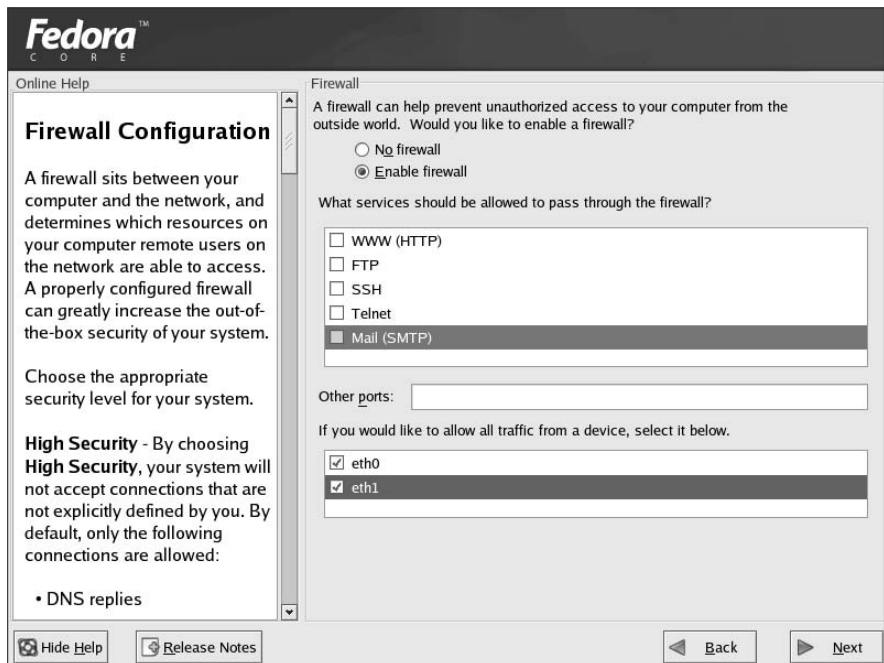 Fedora™
CORE
Online Help
Firewall Configuration
A firewall sits between your
computer and the network, and
determines which resources on
your computer remote users on
the network are able to access.
A properly configured firewall
can greatly increase the out-of-
the-box security of your system.
Choose the appropriate
security level for your system.
High Security - By choosing
High Security, your system will
not accept connections that are
not explicitly defined by you. By
default, only the following
connections are allowed:
• DNS replies
Firewall
A firewall can help prevent unauthorized access to your computer from the
outside world. Would you like to enable a firewall?
No firewall
Enable firewall
What services should be allowed to pass through the firewall?
WWW (HTTP)
FTP
SSH
Telnet
Mail (SMTP)
Other ports:
If you would like to allow all traffic from a device, select it below.
eth0
eth1
Hide Help
Release Notes
Back
Next